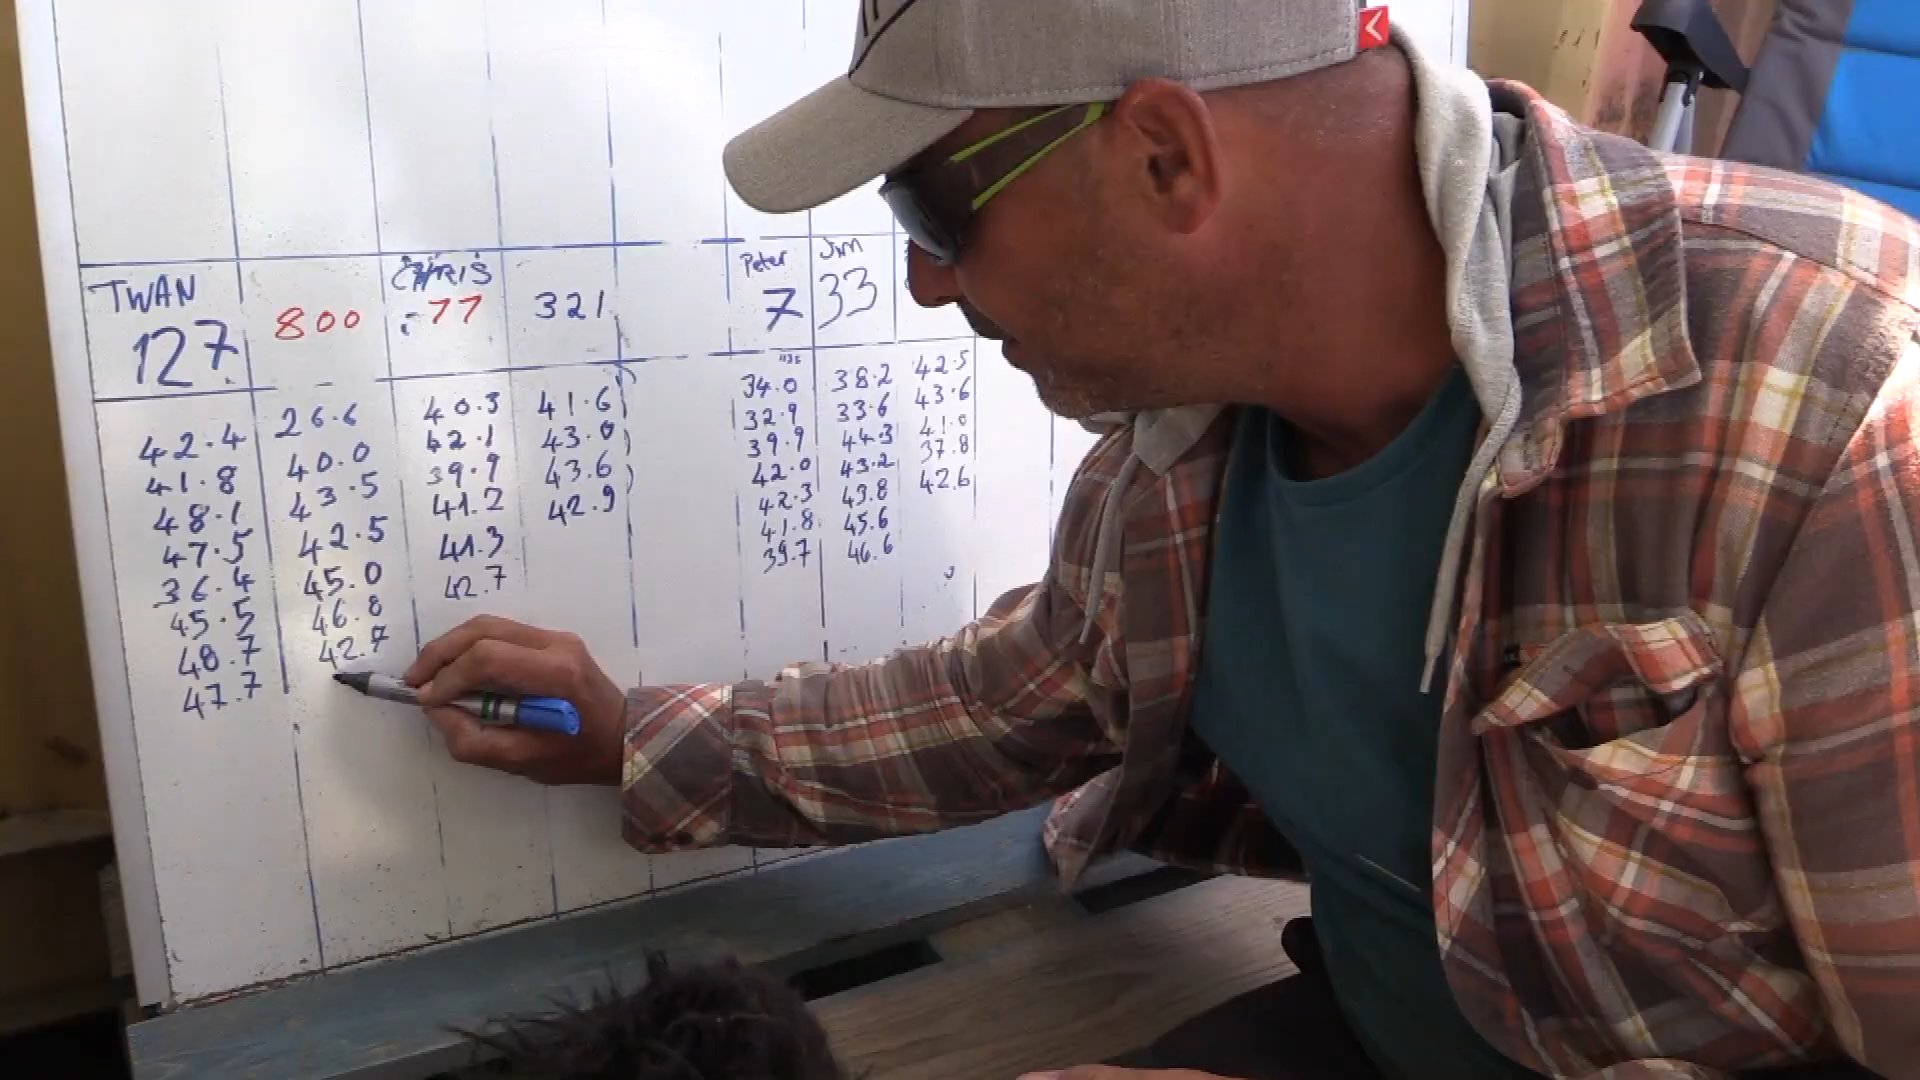 TWAN 800 CHRIS 321 Peter Jim
127 -77 7 33
1135
42.4 26.6 40.3 41.6 34.0 38.2 42.5
41.8 40.0 42.1 43.0 32.9 33.6 43.6
48.1 43.5 39.9 43.6 39.9 44.3 41.0
47.5 42.5 41.2 42.9 42.0 43.2 37.8
36.4 45.0 41.3 42.3 43.8 42.6
45.5 46.8 42.7 41.8 45.6
48.7 42.7 39.7 46.6
47.7